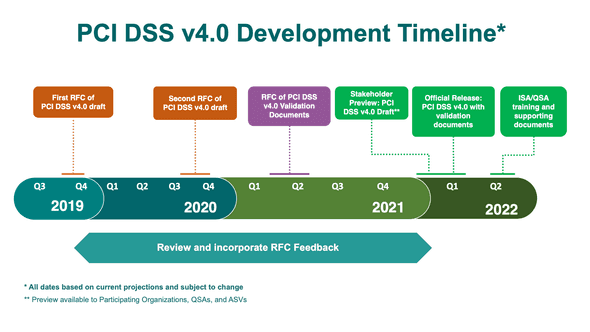 PCI DSS v4.0 Development Timeline*
First RFC of
PCI DSS v4.0 draft
Second RFC of
PCI DSS v4.0 draft
RFC of PCI DSS
v4.0 Validation
Documents
Stakeholder
Preview: PCI
DSS v4.0 Draft**
Official Release:
PCI DSS v4.0 with
validation
documents
ISA/QSA
training and
supporting
documents
Q3 Q4 Q1 Q2 Q3 Q4 Q1 Q2 Q3 Q4 Q1 Q2
2019 2020 2021 2022
Review and incorporate RFC Feedback
* All dates based on current projections and subject to change
** Preview available to Participating Organizations, QSAs, and ASVs